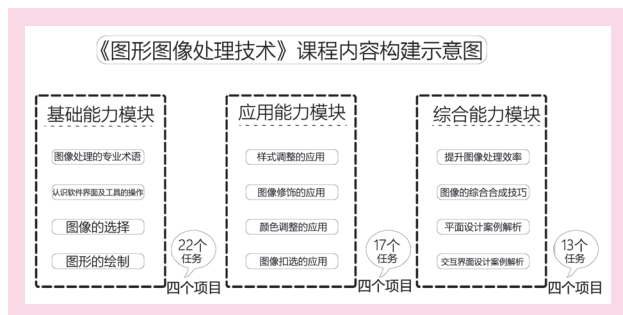 《图形图像处理技术》课程内容构建示意图
基础能力模块
图像处理的专业术语
认识软件界面及工具的操作
图像的选择
图形的绘制
22个
任务
四个项目
应用能力模块
样式调整的应用
图像修饰的应用
颜色调整的应用
图像扣选的应用
17个
任务
四个项目
综合能力模块
提升图像处理效率
图像的综合合成技巧
平面设计案例解析
交互界面设计案例解析
13个
任务
四个项目